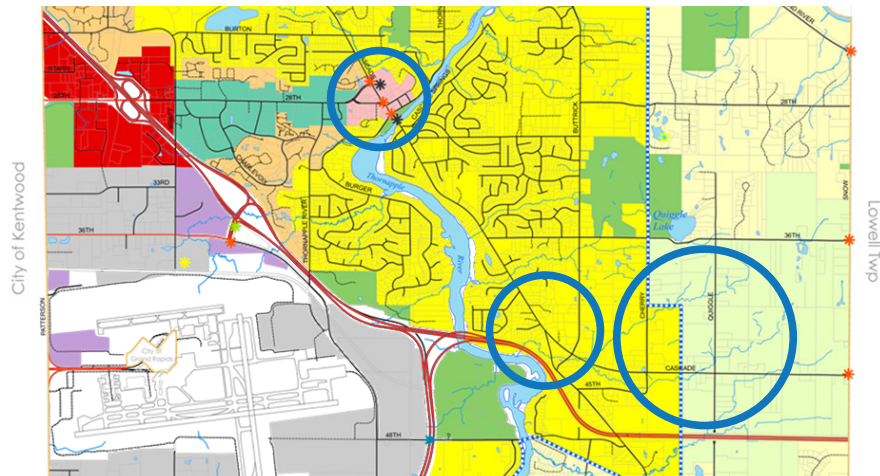 BURTON
28TH
28TH
BUTTRICK
CHARLEVOIX
33RD
BURGER
Thornapple
River
THORNAPPLE RIVER
SNOW
Quiggle
Lake
36TH
36TH
City of Kentwood
Lowell Twp
PATTERSON
CHERRY
QUIGGLE
City of
Grand Rapids
CASCADE
45TH
48TH
?